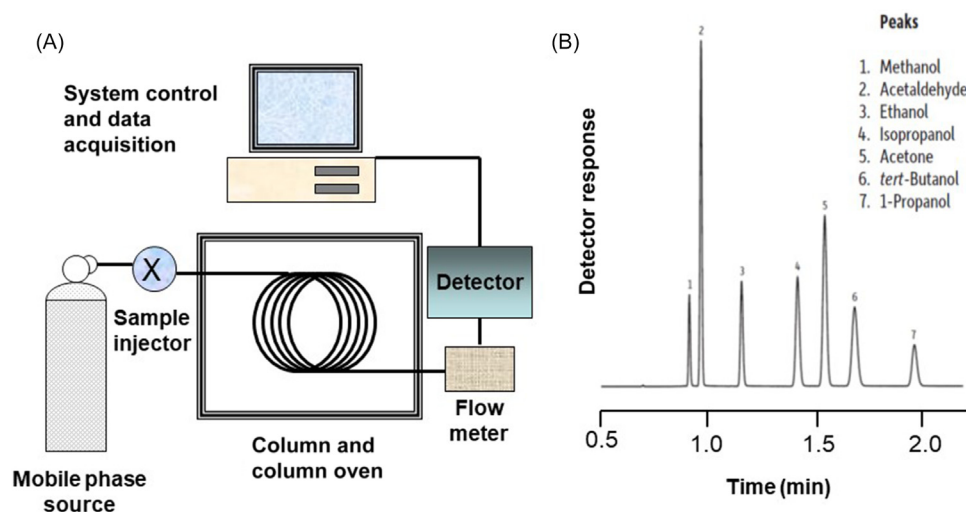 (A)
System control
and data
acquisition
X
Sample
injector
Detector
Flow
meter
Column and
column oven
Mobile phase
source
(B)
Peaks
1. Methanol
2. Acetaldehyde
3. Ethanol
4. Isopropanol
5. Acetone
6. tert-Butanol
7. 1-Propanol
Detector response
1
2
3
4
5
6
7
0.5 1.0 1.5 2.0
Time (min)